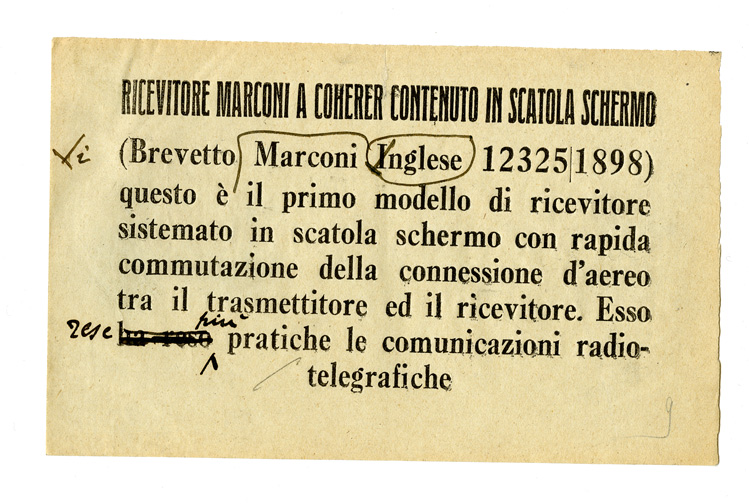 RICEVITORE MARCONI A COHERER CONTENUTO IN SCATOLA SCHERMO
i (Brevetto Marconi Inglese 12325|1898)
questo è il primo modello di ricevitore
sistemato in scatola schermo con rapida
commutazione della connessione d'aereo
tra il trasmettitore ed il ricevitore. Esso
più
rese ha reso pratiche le comunicazioni radio-
telegrafiche
9